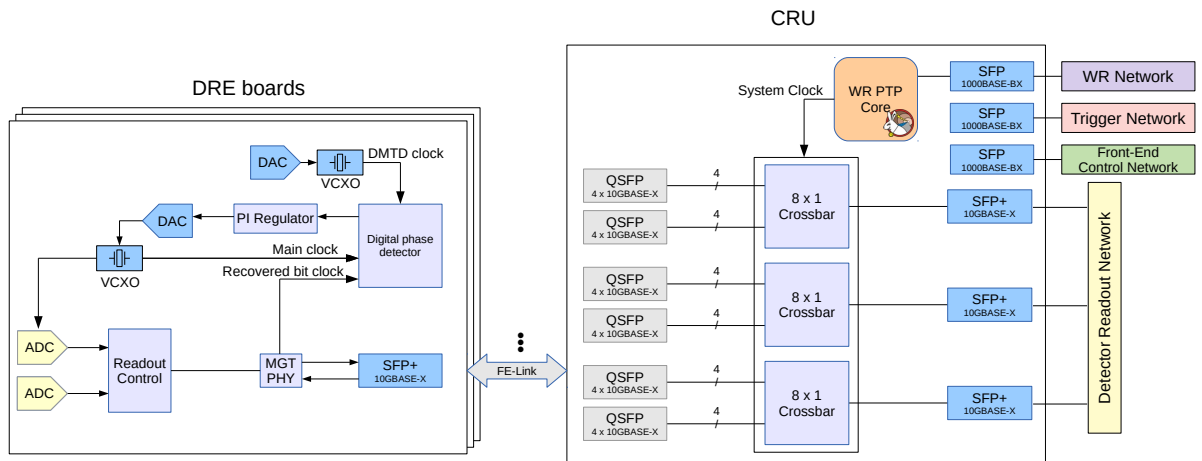 CRU
DRE boards
DAC
VCXO
DMTD clock
DAC
PI Regulator
Digital phase
detector
Main clock
VCXO
Recovered bit clock
ADC
ADC
Readout
Control
MGT
PHY
SFP+
10GBASE-X
FE-Link
System Clock
WR PTP
Core
SFP
1000BASE-BX
WR Network
SFP
1000BASE-BX
Trigger Network
SFP
1000BASE-BX
Front-End
Control Network
QSFP
4 x 10GBASE-X
4
QSFP
4 x 10GBASE-X
4
8 x 1
Crossbar
SFP+
10GBASE-X
QSFP
4 x 10GBASE-X
4
QSFP
4 x 10GBASE-X
4
8 x 1
Crossbar
SFP+
10GBASE-X
QSFP
4 x 10GBASE-X
4
QSFP
4 x 10GBASE-X
4
8 x 1
Crossbar
SFP+
10GBASE-X
Detector Readout Network